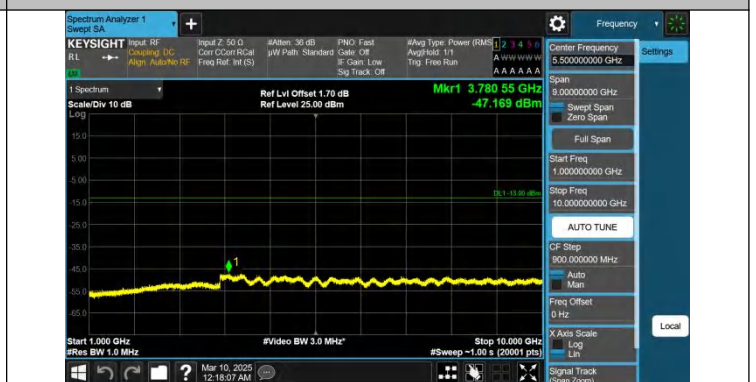 Spectrum Analyzer 1
Swept SA
+
Frequency
KEYSIGHT Input: RF Input Z: 50 Ω #Atten: 36 dB PNO: Fast #Avg Type: Power (RMS 1 2 3 4 5 6
RL Coupling: DC Corr CCorr RCal µW Path: Standard Gate: Off Avg|Hold: 1/1 A W W W W W
Align: Auto/No RF Freq Ref: Int (S) IF Gain: Low Trig: Free Run
Sig Track: Off A A A A A A
1 Spectrum
Scale/Div 10 dB
Ref Lvl Offset 1.70 dB
Ref Level 25.00 dBm
Mkr1 3.780 55 GHz
-47.169 dBm
Log
15.0
5.00
-5.00
-15.0
-25.0
-35.0
-45.0
-55.0
-65.0
DL1 -13.00 dBm
1
Start 1.000 GHz #Video BW 3.0 MHz* Stop 10.000 GHz
#Res BW 1.0 MHz #Sweep ~1.00 s (20001 pts)
? Mar 10, 2025
12:18:07 AM
Center Frequency
5.500000000 GHz
Settings
Span
9.00000000 GHz
Swept Span
Zero Span
Full Span
Start Freq
1.000000000 GHz
Stop Freq
10.000000000 GHz
AUTO TUNE
CF Step
900.000000 MHz
Auto
Man
Freq Offset
0 Hz
X Axis Scale
Log
Lin
Local
Signal Track
(Span Zoom)